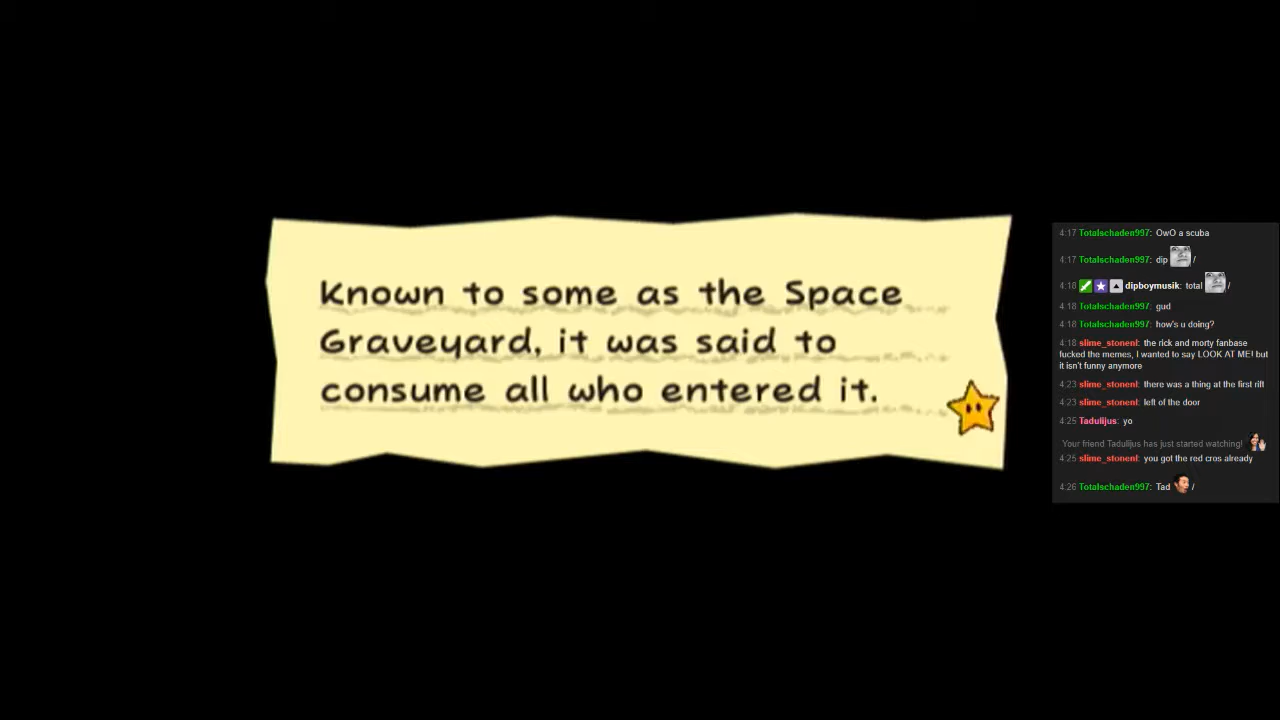 Known to some as the Space
Graveyard, it was said to
consume all who entered it.
4:17 Totalschaden997: OwO a scuba
4:17 Totalschaden997: dip /
4:18 dipboymusik: total /
4:18 Totalschaden997: gud
4:18 Totalschaden997: how's u doing?
4:18 slime_stonenl: the rick and morty fanbase
fucked the memes, I wanted to say LOOK AT ME! but
it isn't funny anymore
4:23 slime_stonenl: there was a thing at the first rift
4:23 slime_stonenl: left of the door
4:25 Tadulijus: yo
Your friend Tadulijus has just started watching!
4:25 slime_stonenl: you got the red cros already
4:26 Totalschaden997: Tad /